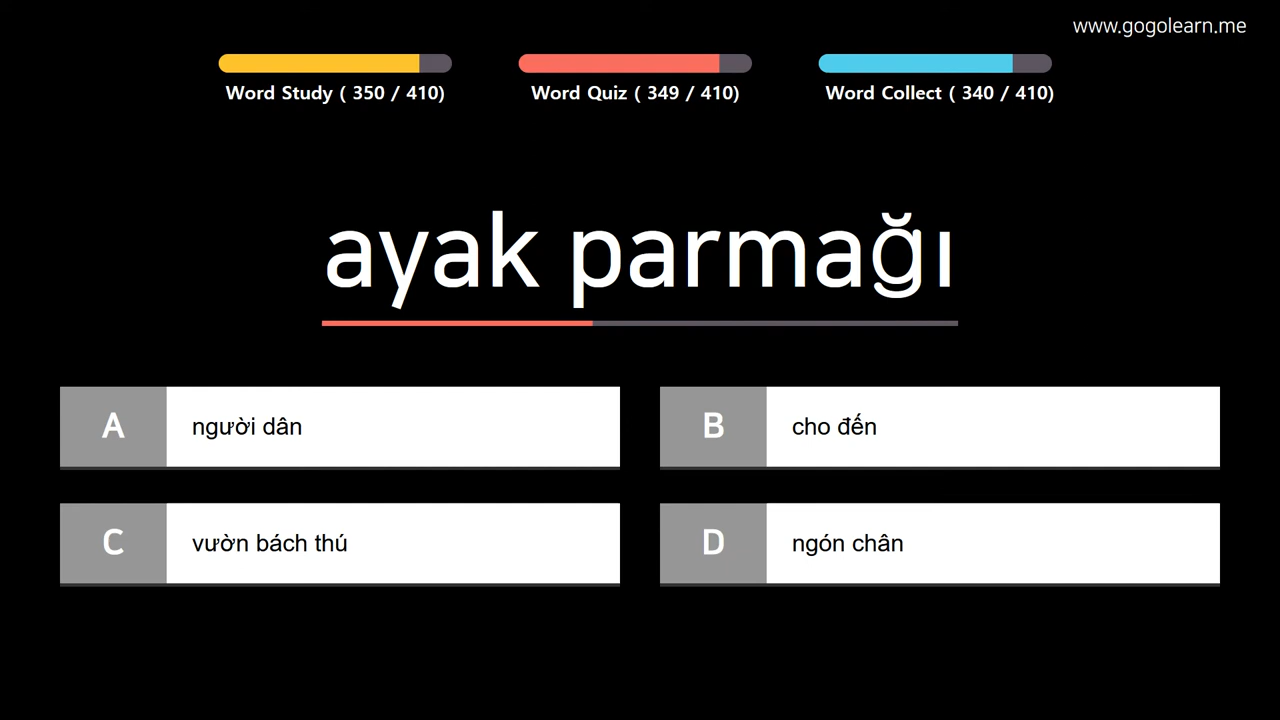 www.gogolearn.me
Word Study ( 350 / 410)
Word Quiz ( 349 / 410)
Word Collect ( 340 / 410)
ayak parmağı
A
người dân
B
cho đến
C
vườn bách thú
D
ngón chân